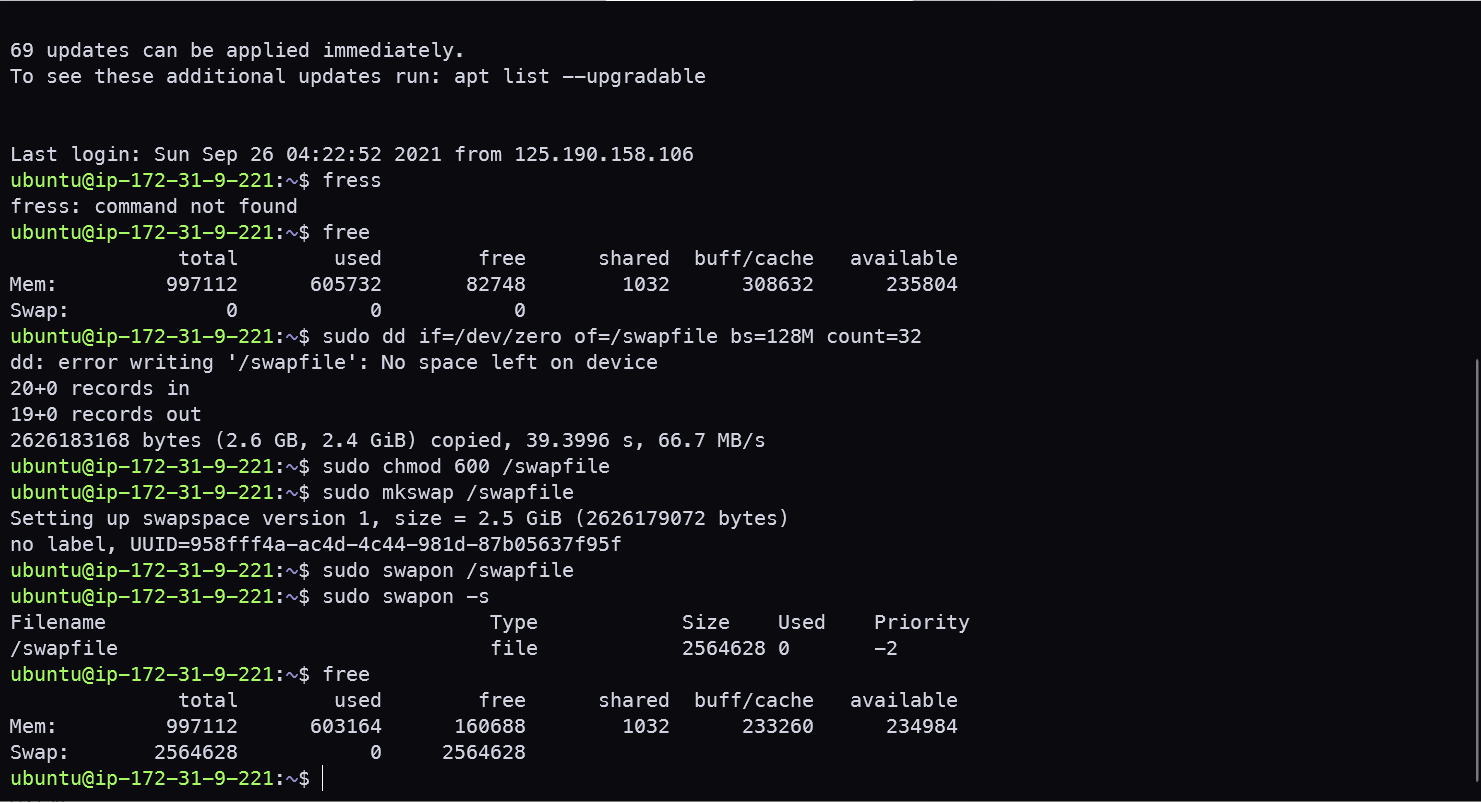 69 updates can be applied immediately.
To see these additional updates run: apt list --upgradable
Last login: Sun Sep 26 04:22:52 2021 from 125.190.158.106
ubuntu@ip-172-31-9-221:~$ fress
fress: command not found
ubuntu@ip-172-31-9-221:~$ free
              total        used        free      shared  buff/cache   available
Mem:         997112      605732       82748        1032      308632      235804
Swap:             0           0           0
ubuntu@ip-172-31-9-221:~$ sudo dd if=/dev/zero of=/swapfile bs=128M count=32
dd: error writing '/swapfile': No space left on device
20+0 records in
19+0 records out
2626183168 bytes (2.6 GB, 2.4 GiB) copied, 39.3996 s, 66.7 MB/s
ubuntu@ip-172-31-9-221:~$ sudo chmod 600 /swapfile
ubuntu@ip-172-31-9-221:~$ sudo mkswap /swapfile
Setting up swapspace version 1, size = 2.5 GiB (2626179072 bytes)
no label, UUID=958fff4a-ac4d-4c44-981d-87b05637f95f
ubuntu@ip-172-31-9-221:~$ sudo swapon /swapfile
ubuntu@ip-172-31-9-221:~$ sudo swapon -s
Filename                                Type            Size    Used    Priority
/swapfile                               file            2564628 0       -2
ubuntu@ip-172-31-9-221:~$ free
              total        used        free      shared  buff/cache   available
Mem:         997112      603164      160688        1032      233260      234984
Swap:       2564628           0     2564628
ubuntu@ip-172-31-9-221:~$